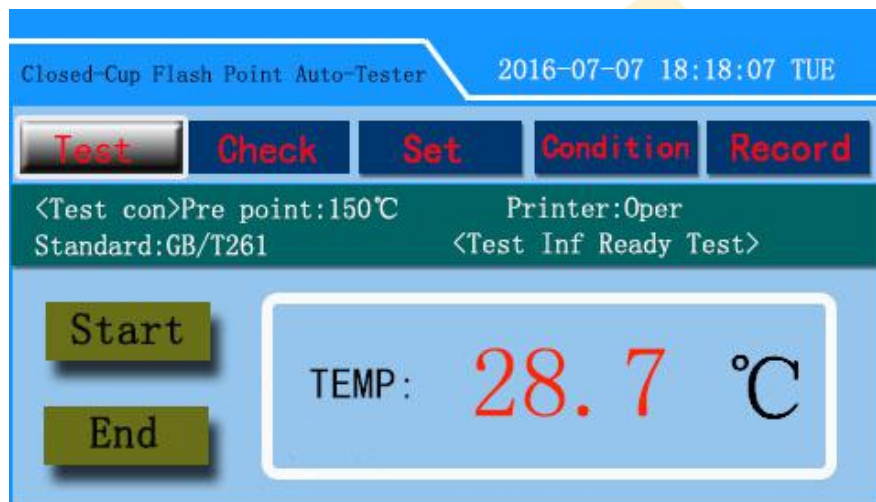 Closed-Cup Flash Point Auto-Tester
2016-07-07 18:18:07 TUE
Test Check Set Condition Record
<Test con>Pre point:150℃ Printer:Oper
Standard:GB/T261 <Test Inf Ready Test>
Start
TEMP: 28.7 ℃
End